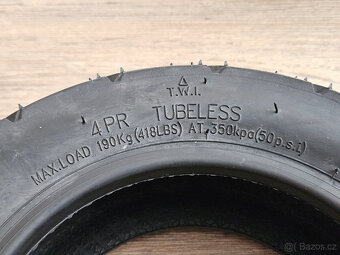 T.W.I.
4PR TUBELESS
MAX.LOAD 190Kg(418LBS) AT.350kpa(50p.s.i)
Bazos.cz